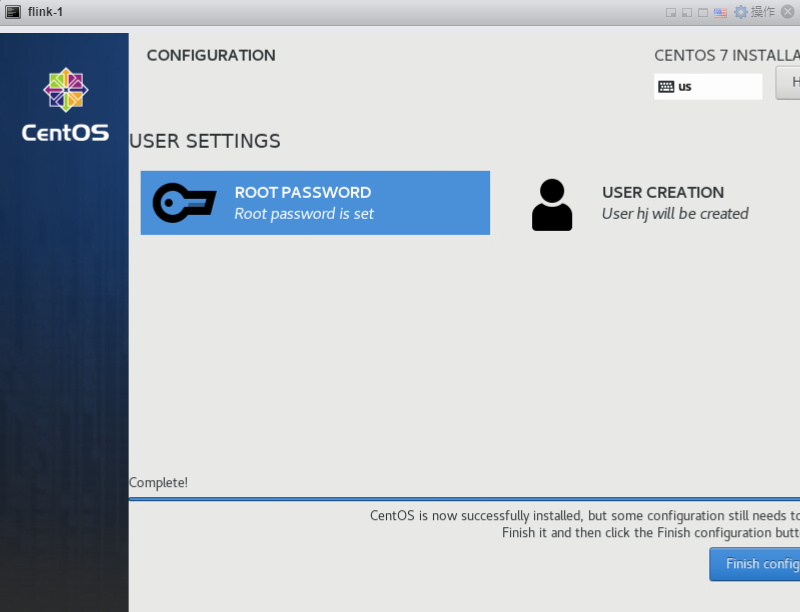 flink-1
操作
CONFIGURATION
CENTOS 7 INSTALLA
us
H
CentOS
USER SETTINGS
ROOT PASSWORD
Root password is set
USER CREATION
User hj will be created
Complete!
CentOS is now successfully installed, but some configuration still needs to
Finish it and then click the Finish configuration butt
Finish config